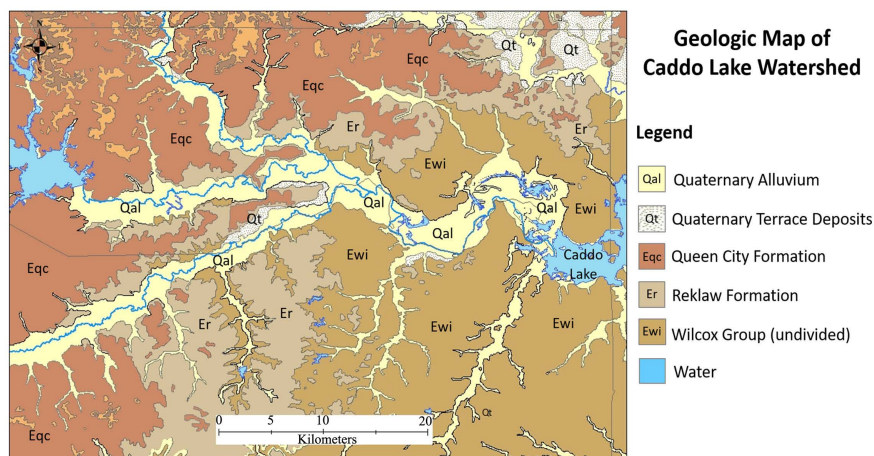 Geologic Map of
Caddo Lake Watershed
Legend
Qal Quaternary Alluvium
Qt Quaternary Terrace Deposits
Eqc Queen City Formation
Er Reklaw Formation
Ewi Wilcox Group (undivided)
Water
N
Qt
Qt
Eqc
Eqc
Eqc
Er
Er
Ewi
Qal
Qal
Qal
Ewi
Qt
Qal
Eqc
Qal
Ewi
Caddo
Lake
Er
Er
Ewi
Ewi
Qt
Eqc
0 5 10 20
Kilometers